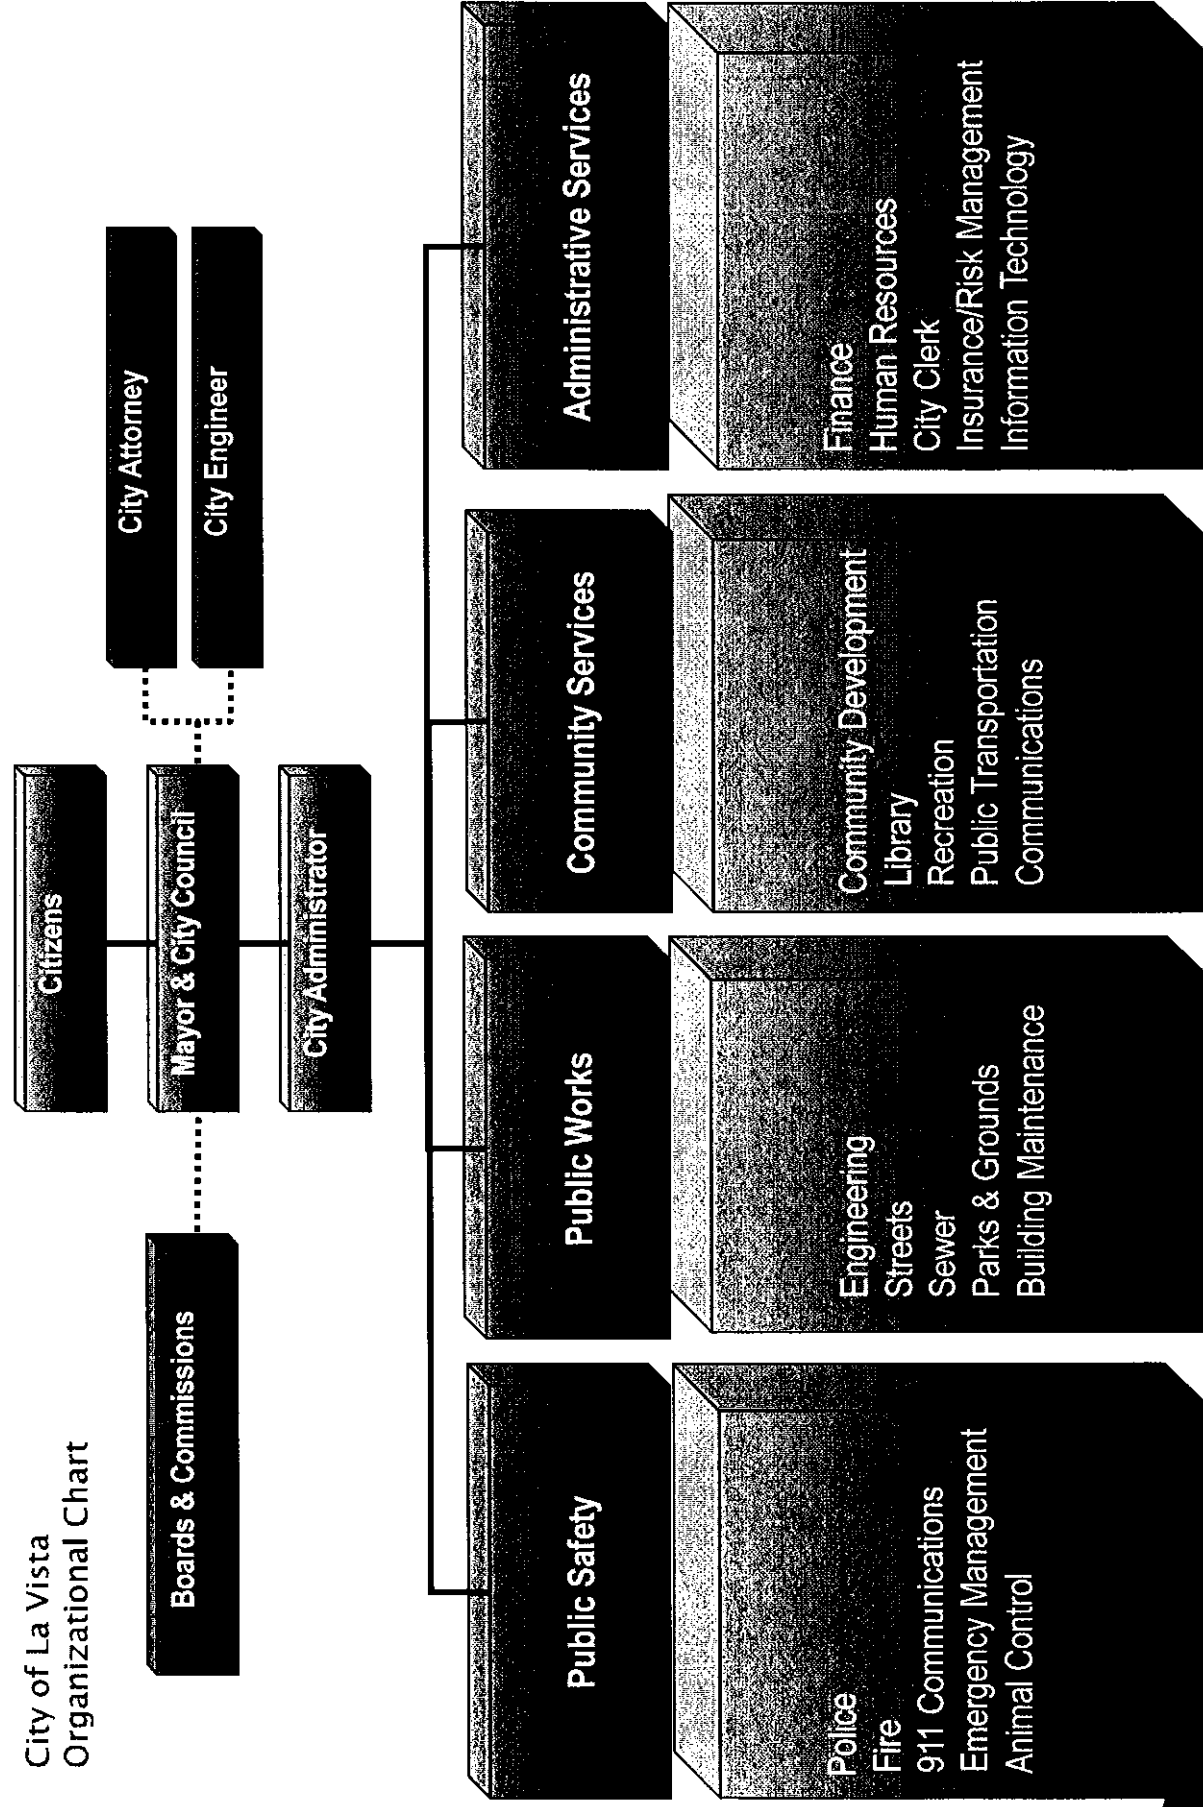 City of La Vista
Organizational Chart
Citizens
Boards & Commissions
Mayor & City Council
City Attorney
City Engineer
City Administrator
Public Safety
Public Works
Community Services
Administrative Services
Police
Fire
911 Communications
Emergency Management
Animal Control
Engineering
Streets
Sewer
Parks & Grounds
Building Maintenance
Community Development
Library
Recreation
Public Transportation
Communications
Finance
Human Resources
City Clerk
Insurance/Risk Management
Information Technology